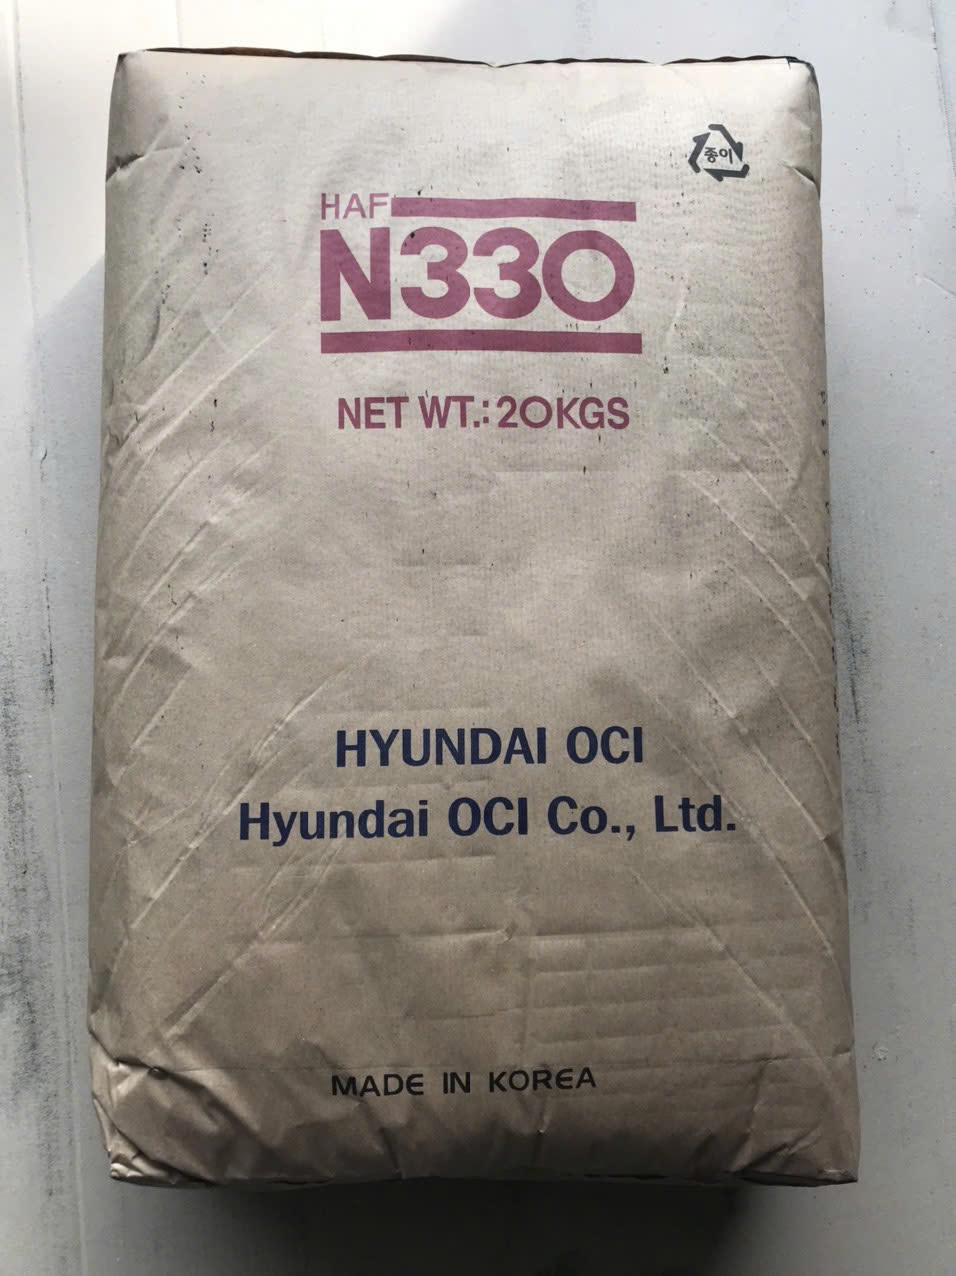 종이
HAF
N330
NET WT.: 20KGS
HYUNDAI OCI
Hyundai OCI Co., Ltd.
MADE IN KOREA